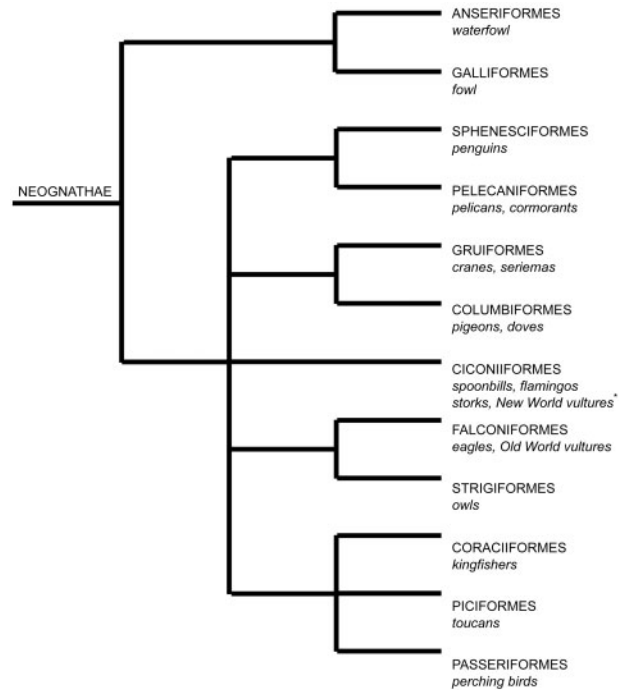 ANSERIFORMES
waterfowl
GALLIFORMES
fowl
SPHENESCIFORMES
penguins
NEOGNATHAE
PELECANIFORMES
pelicans, cormorants
GRUIFORMES
cranes, seriemas
COLUMBIFORMES
pigeons, doves
CICONIIFORMES
spoonbills, flamingos
storks, New World vultures*
FALCONIFORMES
eagles, Old World vultures
STRIGIFORMES
owls
CORACIIFORMES
kingfishers
PICIFORMES
toucans
PASSERIFORMES
perching birds